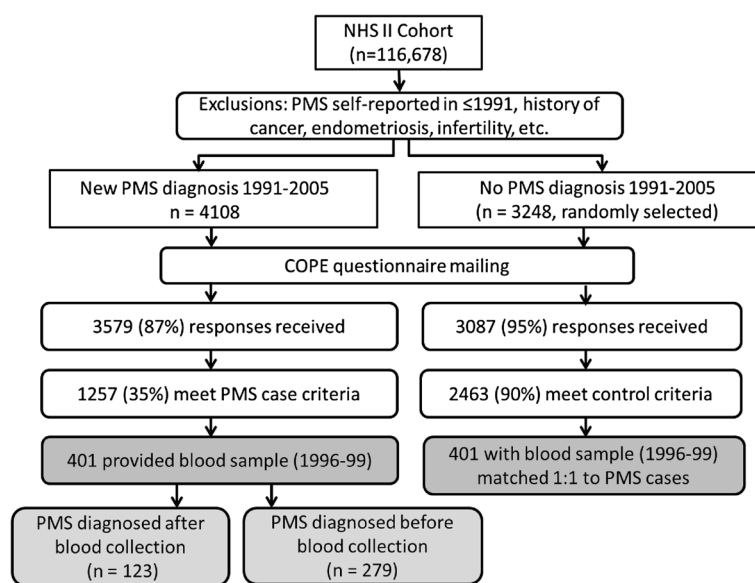 NHS II Cohort
(n=116,678)
Exclusions: PMS self-reported in ≤1991, history of
cancer, endometriosis, infertility, etc.
New PMS diagnosis 1991-2005
n = 4108
No PMS diagnosis 1991-2005
(n = 3248, randomly selected)
COPE questionnaire mailing
3579 (87%) responses received
3087 (95%) responses received
1257 (35%) meet PMS case criteria
2463 (90%) meet control criteria
401 provided blood sample (1996-99)
401 with blood sample (1996-99)
matched 1:1 to PMS cases
PMS diagnosed after
blood collection
(n = 123)
PMS diagnosed before
blood collection
(n = 279)